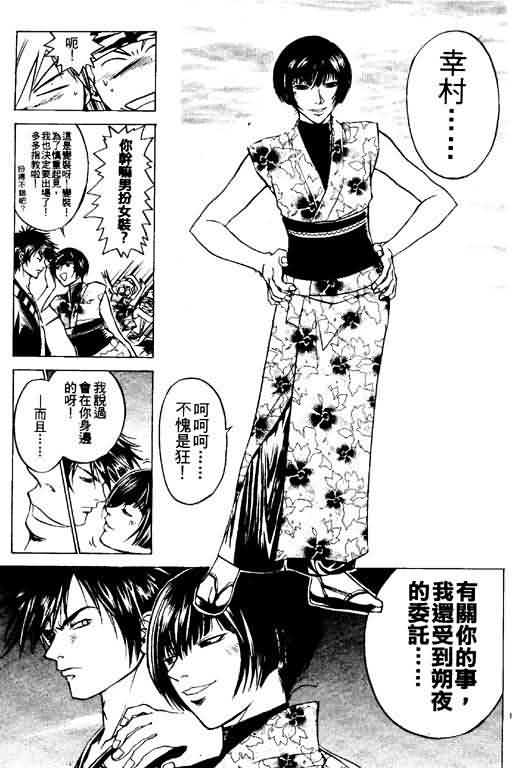 幸村……
呃！
你幹嘛男扮女裝？
這是變裝呀！變裝！
為了慎重起見，
我也決定要出場了！
多多指教啦！
扮得不錯吧？
呵呵呵……
不愧是狂！
我說過
會在你身邊
的呀！
—而且……
有關你的事，
我還受到朔夜
的委託……